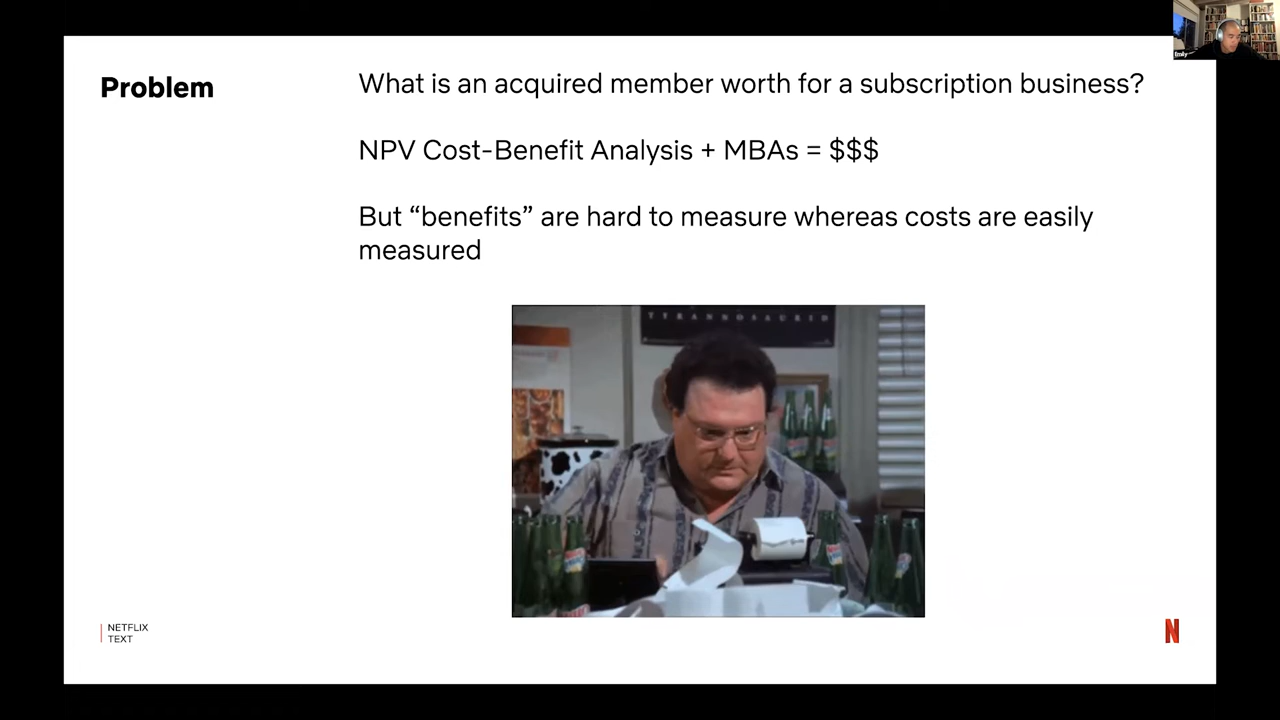 Problem
What is an acquired member worth for a subscription business?
NPV Cost-Benefit Analysis + MBAs = $$$
But “benefits” are hard to measure whereas costs are easily
measured
TYRANNOSAURID
NETFLIX
TEXT
N